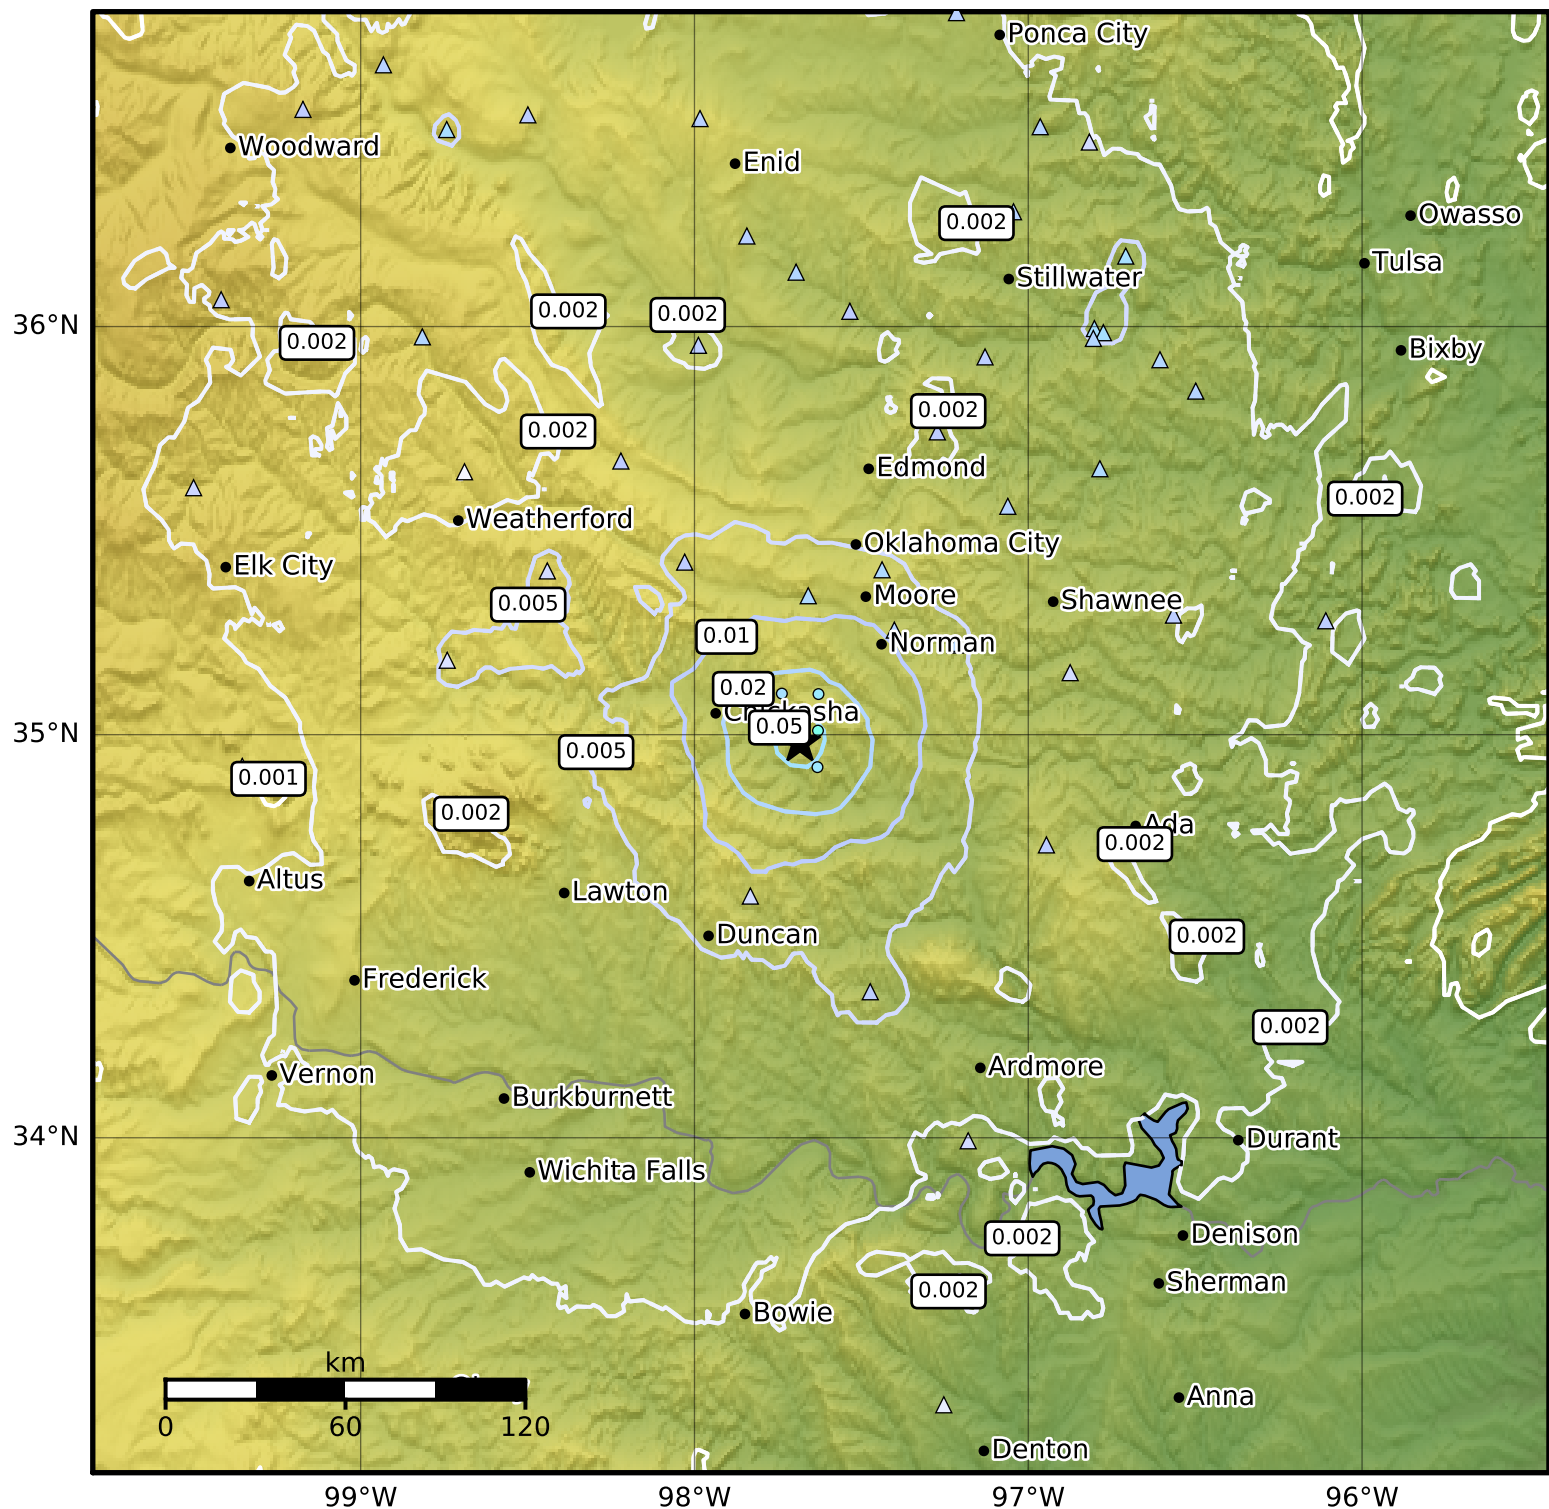 Ponca City
Woodward
Enid
Owasso
0.002
Tulsa
Stillwater
36°N
0.002
0.002
0.002
Bixby
0.002
0.002
Edmond
0.002
Weatherford
Oklahoma City
Elk City
Moore
Shawnee
0.005
0.01
Norman
0.02
Chickasha
0.05
35°N
0.005
0.001
0.002
Ada
0.002
Altus
Lawton
Duncan
0.002
Frederick
0.002
Ardmore
Vernon
Burkburnett
34°N
Durant
Wichita Falls
Denison
0.002
Sherman
0.002
Bowie
km
0 60 120
Anna
Denton
99°W 98°W 97°W 96°W